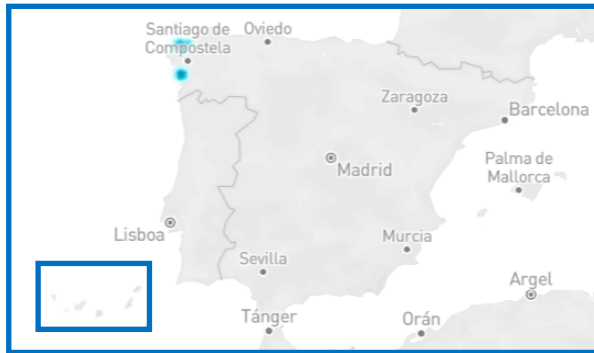 Santiago de
Compostela
Oviedo
Zaragoza
Barcelona
Madrid
Palma de
Mallorca
Lisboa
Murcia
Sevilla
Argel
Tánger
Orán